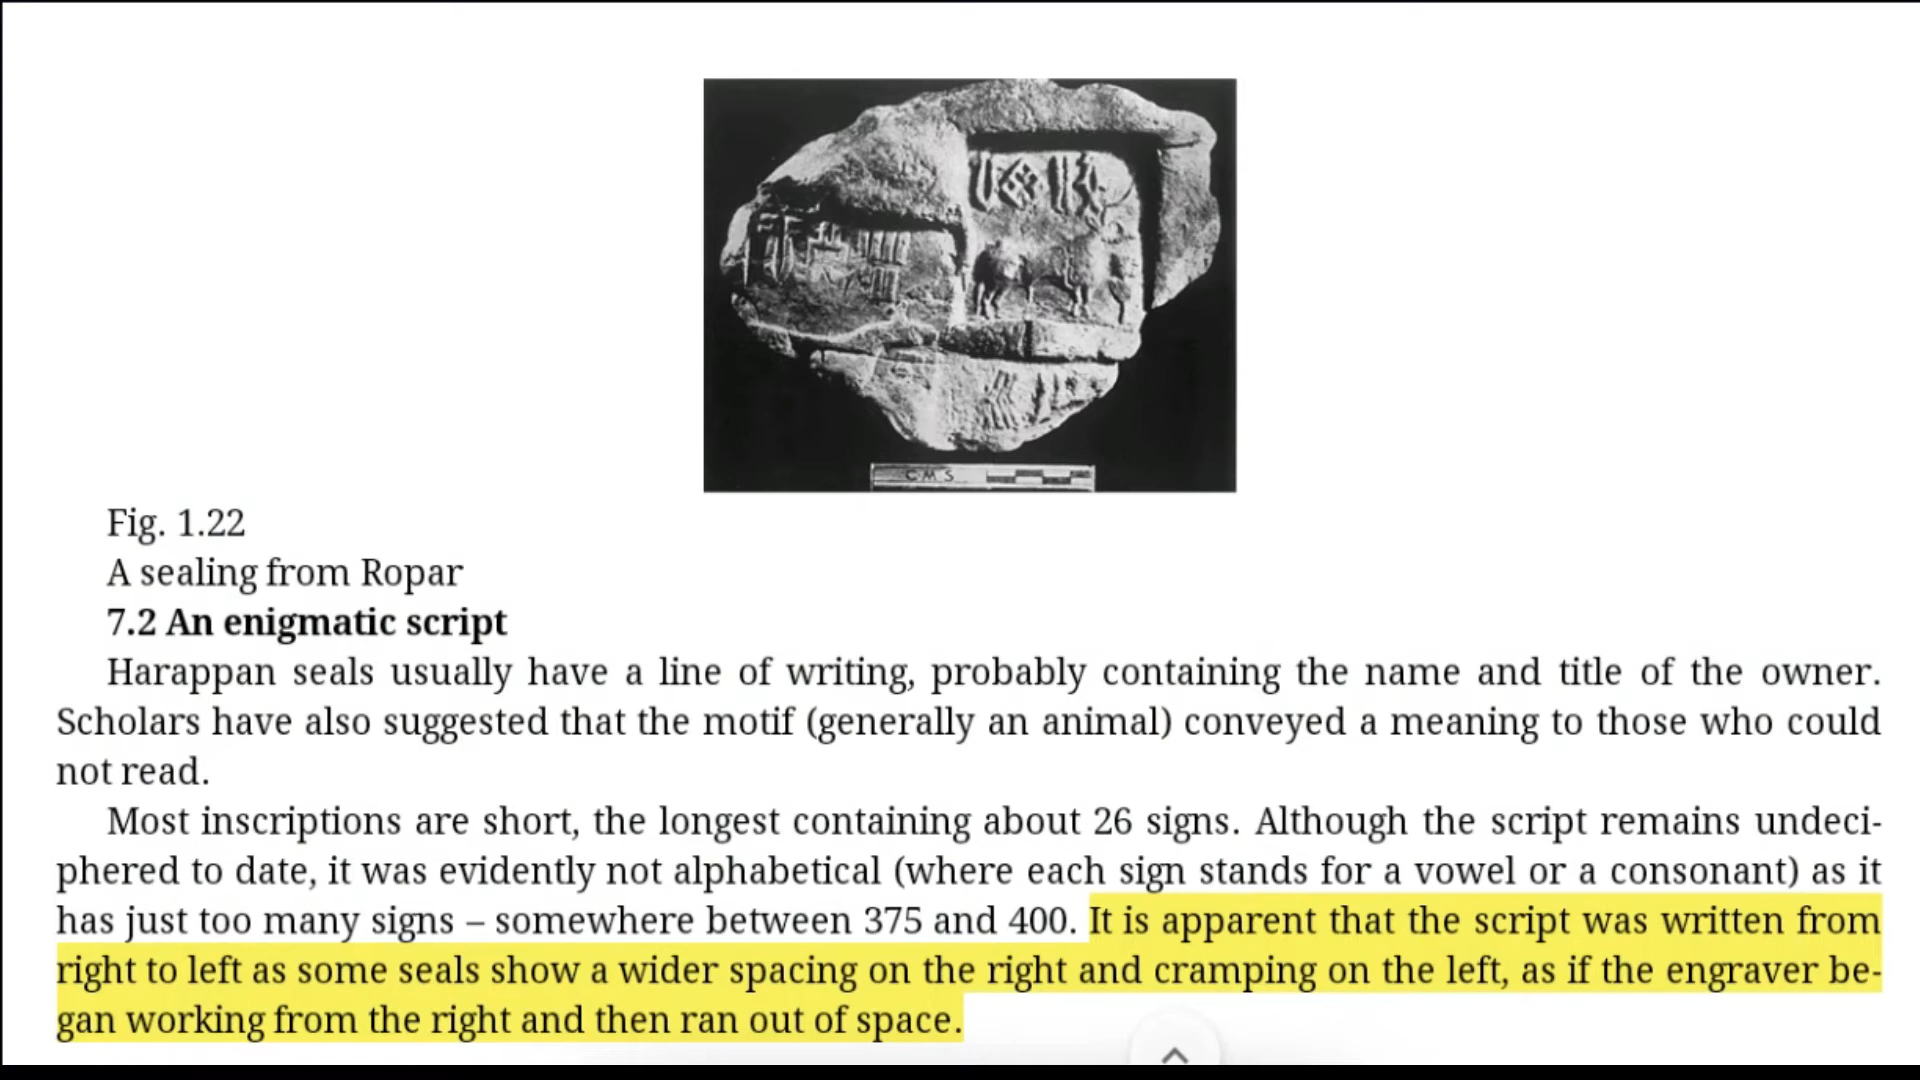 C M S
Fig. 1.22
A sealing from Ropar
7.2 An enigmatic script
Harappan seals usually have a line of writing, probably containing the name and title of the owner.
Scholars have also suggested that the motif (generally an animal) conveyed a meaning to those who could
not read.
Most inscriptions are short, the longest containing about 26 signs. Although the script remains undeci-
phered to date, it was evidently not alphabetical (where each sign stands for a vowel or a consonant) as it
has just too many signs – somewhere between 375 and 400. It is apparent that the script was written from
right to left as some seals show a wider spacing on the right and cramping on the left, as if the engraver be-
gan working from the right and then ran out of space.